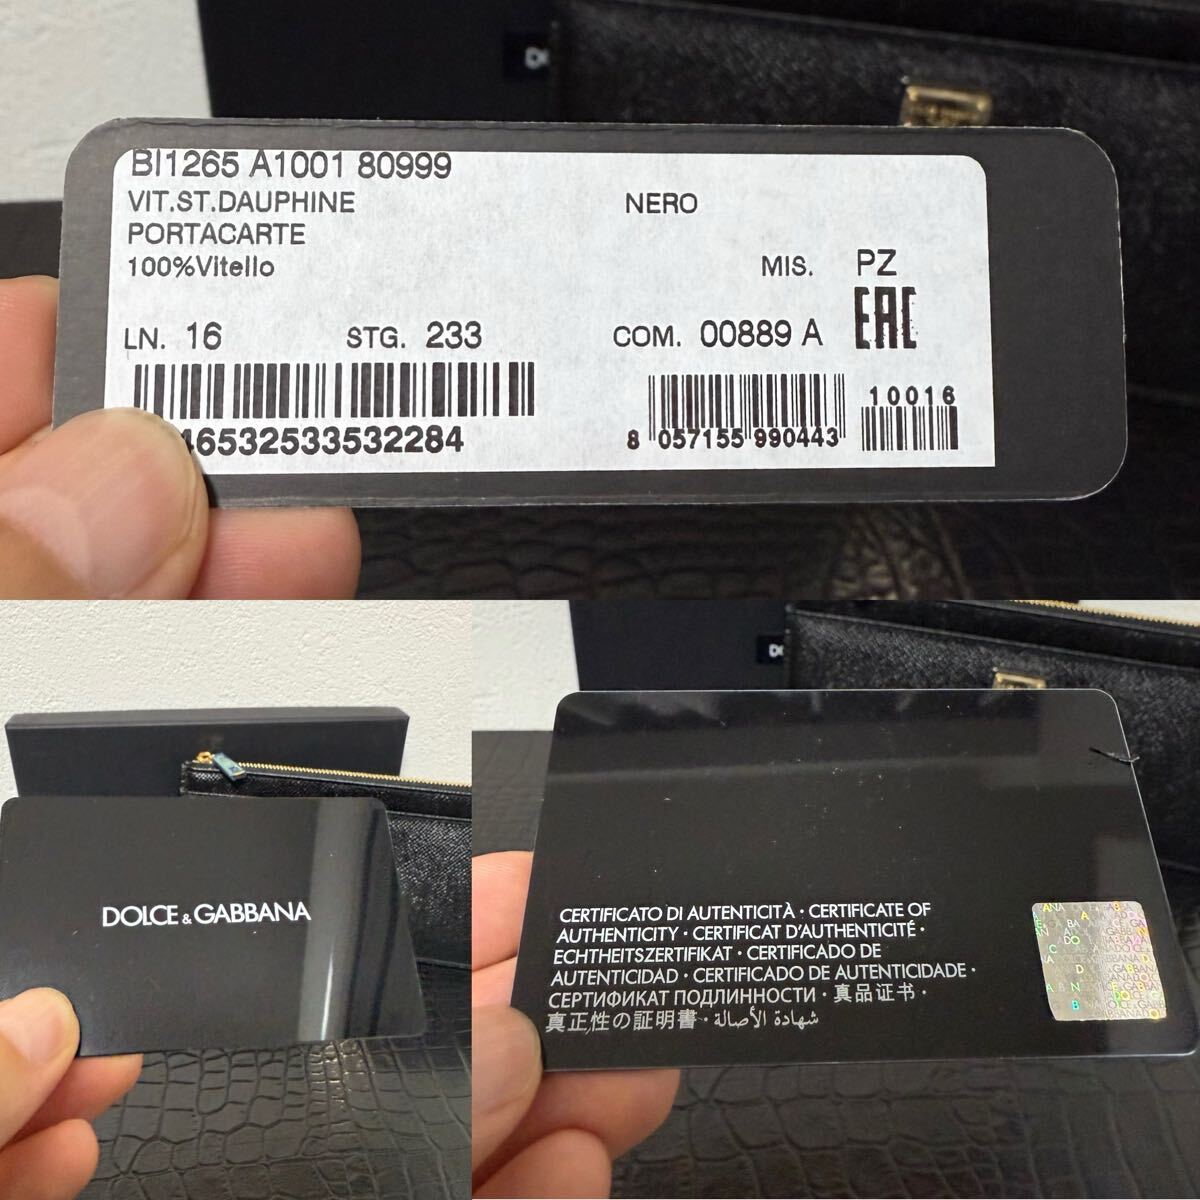 BI1265 A1001 80999
VIT.ST.DAUPHINE NERO
PORTACARTE
100%Vitello MIS. PZ
EAC
LN. 16 STG. 233 COM. 00889 A
10016
46532533532284 8 057155 990443
DOLCE & GABBANA
CERTIFICATO DI AUTENTICITÀ · CERTIFICATE OF
AUTHENTICITY · CERTIFICAT D'AUTHENTICITÉ ·
ECHTHEITSZERTIFIKAT · CERTIFICADO DE
AUTENTICIDAD · CERTIFICADO DE AUTENTICIDADE ·
СЕРТИФИКАТ ПОДЛИННОСТИ · 真品证书 ·
真正性の証明書 · شهادة الأصالة